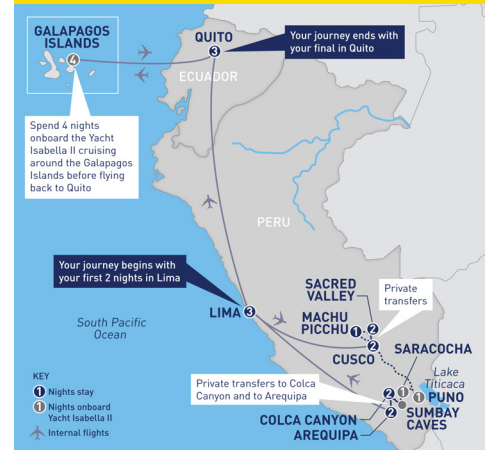 GALAPAGOS
ISLANDS
4
QUITO
3
Your journey ends with
your final in Quito
ECUADOR
Spend 4 nights
onboard the Yacht
Isabella II cruising
around the Galapagos
Islands before flying
back to Quito
PERU
Your journey begins with
your first 2 nights in Lima
LIMA
3
South Pacific
Ocean
SACRED
VALLEY
2
Private
transfers
MACHU
PICCHU
1
2
CUSCO
SARACOCHA
1
Lake
Titicaca
1
PUNO
Private transfers to Colca
Canyon and to Arequipa
2
SUMBAY
CAVES
COLCA CANYON
AREQUIPA
2
KEY
1 Nights stay
1 Nights onboard
Yacht Isabella II
Internal flights